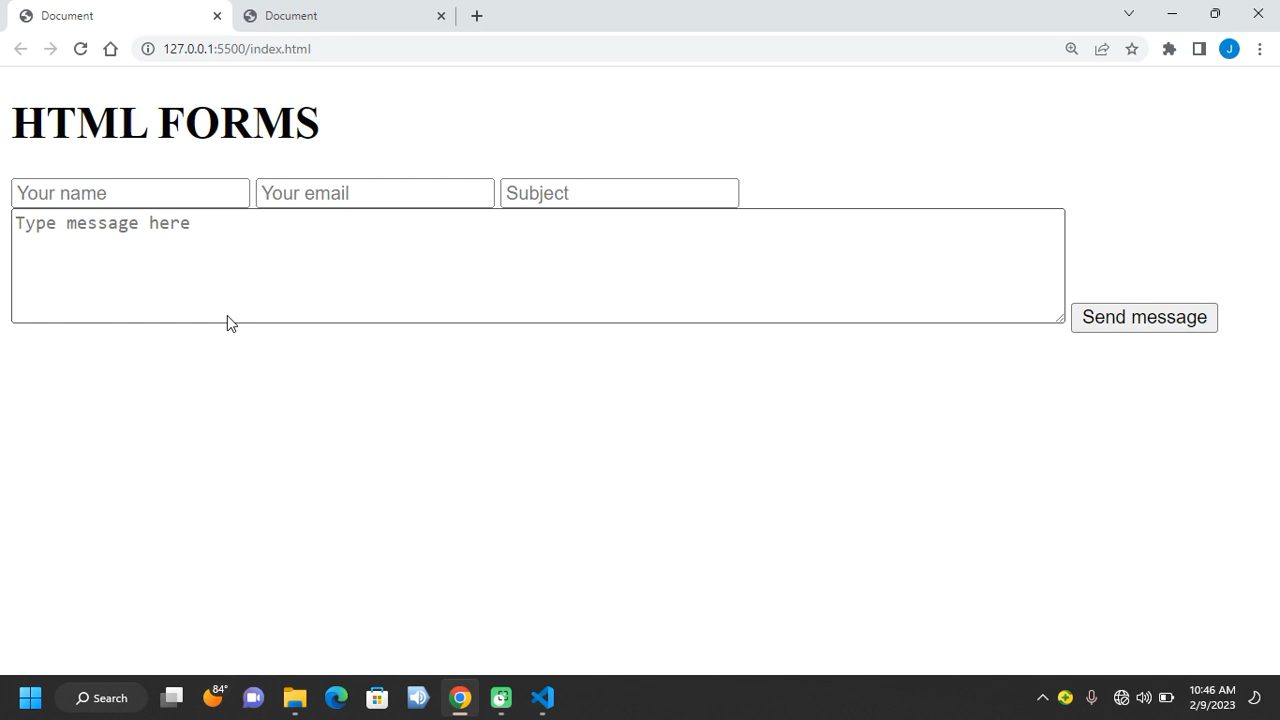 Document
Document
127.0.0.1:5500/index.html
J
HTML FORMS
Your name
Your email
Subject
Type message here
Send message
84°
Search
10:46 AM
2/9/2023